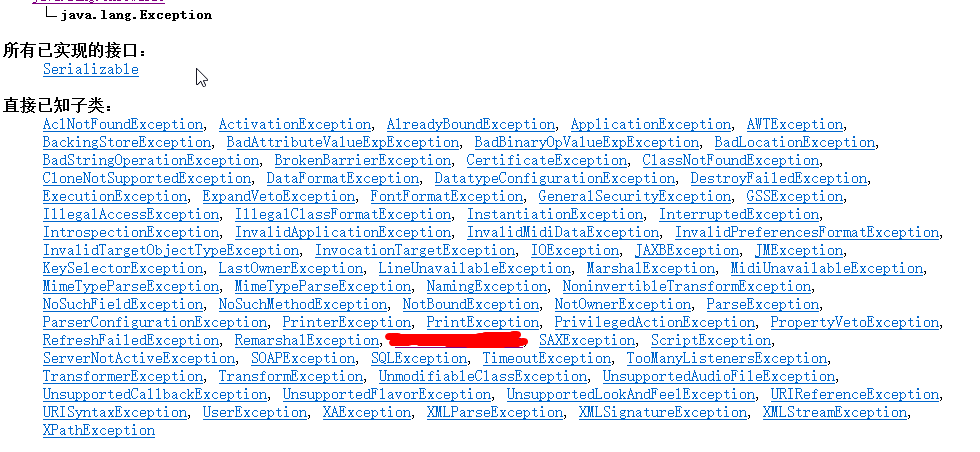 java.lang.Exception
所有已实现的接口:
Serializable
直接已知子类:
AclNotFoundException, ActivationException, AlreadyBoundException, ApplicationException, AWTException,
BackingStoreException, BadAttributeValueExpException, BadBinaryOpValueExpException, BadLocationException,
BadStringOperationException, BrokenBarrierException, CertificateException, ClassNotFoundException,
CloneNotSupportedException, DataFormatException, DatatypeConfigurationException, DestroyFailedException,
ExecutionException, ExpandVetoException, FontFormatException, GeneralSecurityException, GSSException,
IllegalAccessException, IllegalClassFormatException, InstantiationException, InterruptedException,
IntrospectionException, InvalidApplicationException, InvalidMidiDataException, InvalidPreferencesFormatException,
InvalidTargetObjectTypeException, InvocationTargetException, IOException, JAXBException, JMException,
KeySelectorException, LastOwnerException, LineUnavailableException, MarshalException, MidiUnavailableException,
MimeTypeParseException, MimeTypeParseException, NamingException, NoninvertibleTransformException,
NoSuchFieldException, NoSuchMethodException, NotBoundException, NotOwnerException, ParseException,
ParserConfigurationException, PrinterException, PrintException, PrivilegedActionException, PropertyVetoException,
RefreshFailedException, RemarshalException, SAXException, ScriptException,
ServerNotActiveException, SOAPException, SQLException, TimeoutException, TooManyListenersException,
TransformerException, TransformException, UnmodifiableClassException, UnsupportedAudioFileException,
UnsupportedCallbackException, UnsupportedFlavorException, UnsupportedLookAndFeelException, URIReferenceException,
URISyntaxException, UserException, XAException, XMLParseException, XMLSignatureException, XMLStreamException,
XPathException